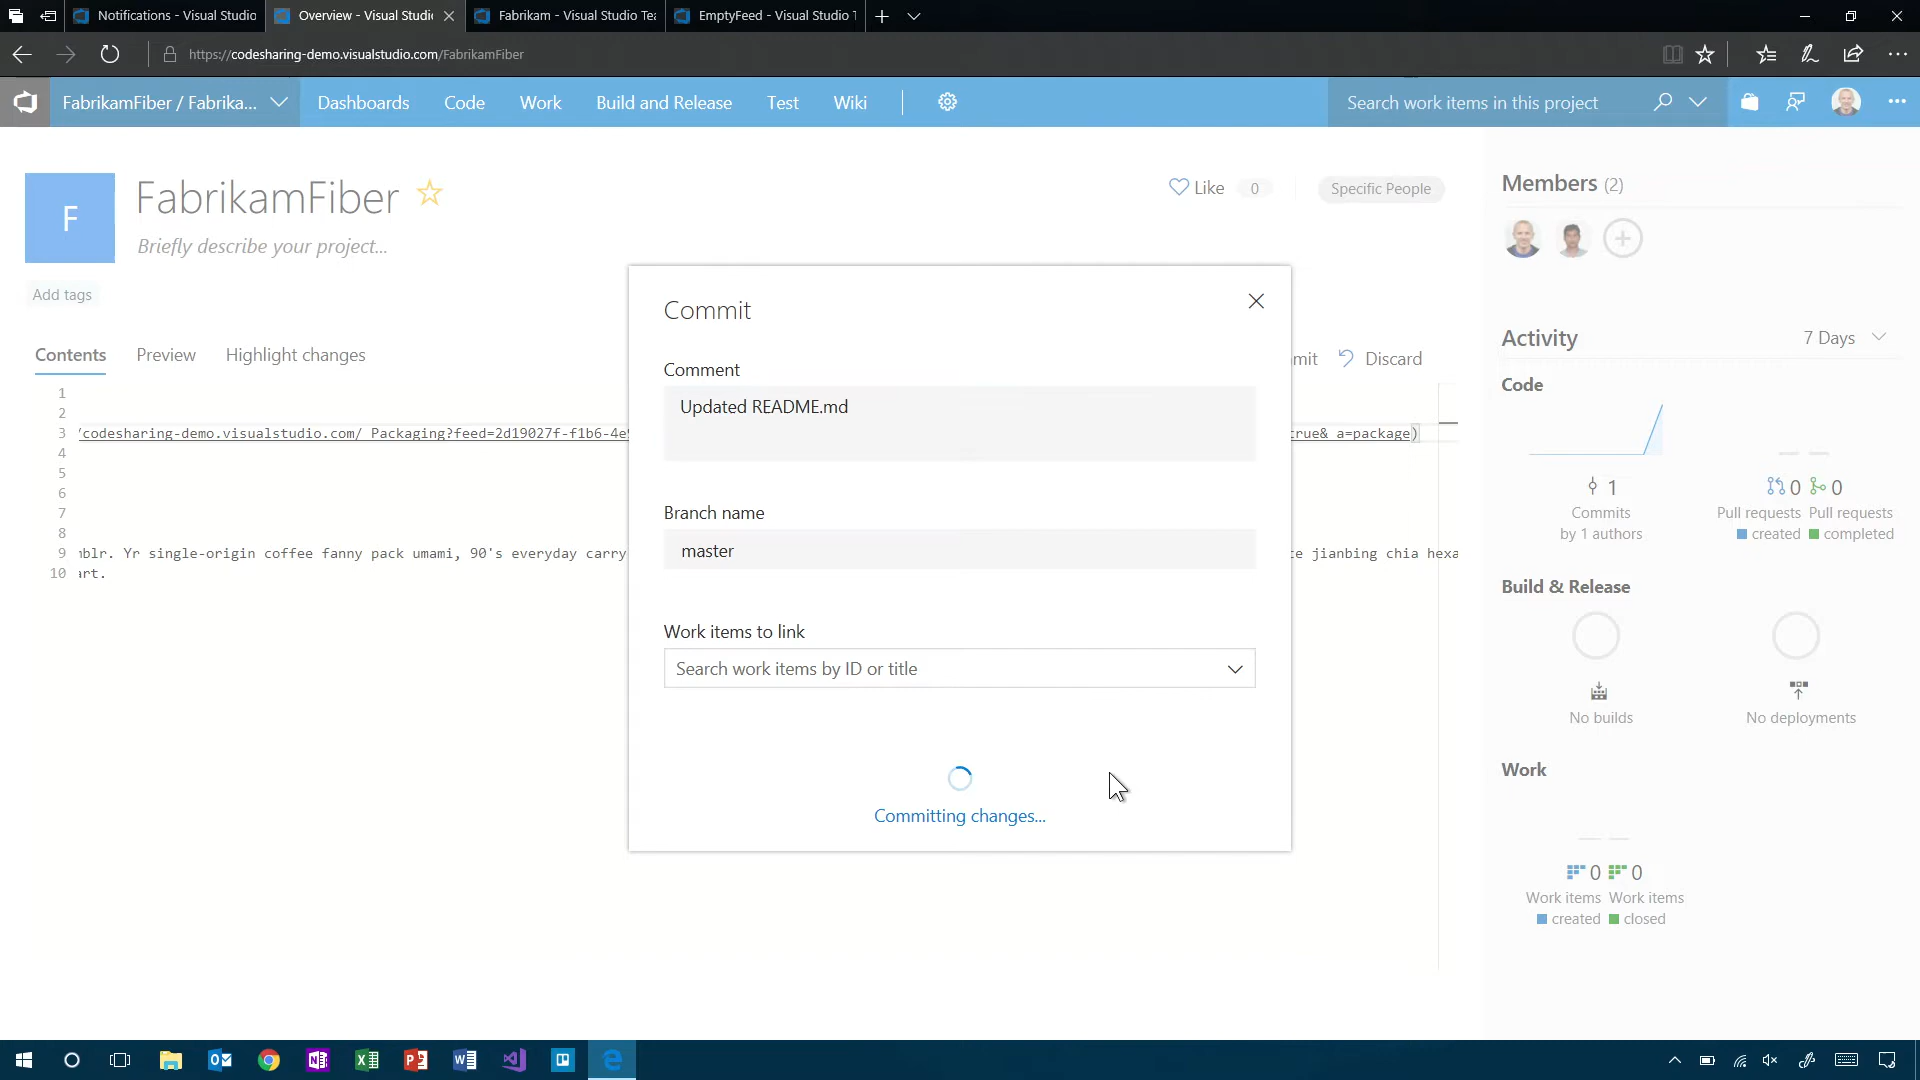 Notifications - Visual Studio
Overview - Visual Studi
Fabrikam - Visual Studio Tea
EmptyFeed - Visual Studio T
https://codesharing-demo.visualstudio.com/FabrikamFiber
FabrikamFiber / Fabrika...
Dashboards
Code
Work
Build and Release
Test
Wiki
Search work items in this project
F
FabrikamFiber
Briefly describe your project...
Like
0
Specific People
Add tags
Contents
Preview
Highlight changes
mit
Discard
1
2
3 /codesharing-demo.visualstudio.com/_Packaging?feed=2d19027f-f1b6-4e
true&_a=package)
4
5
6
7
8
9 blr. Yr single-origin coffee fanny pack umami, 90's everyday carry
te jianbing chia hexa
10 art.
Commit
Comment
Updated README.md
Branch name
master
Work items to link
Search work items by ID or title
Committing changes...
Members (2)
Activity
7 Days
Code
1
Commits
by 1 authors
0 0
Pull requests Pull requests
created completed
Build & Release
No builds
No deployments
Work
0 0
Work items Work items
created closed